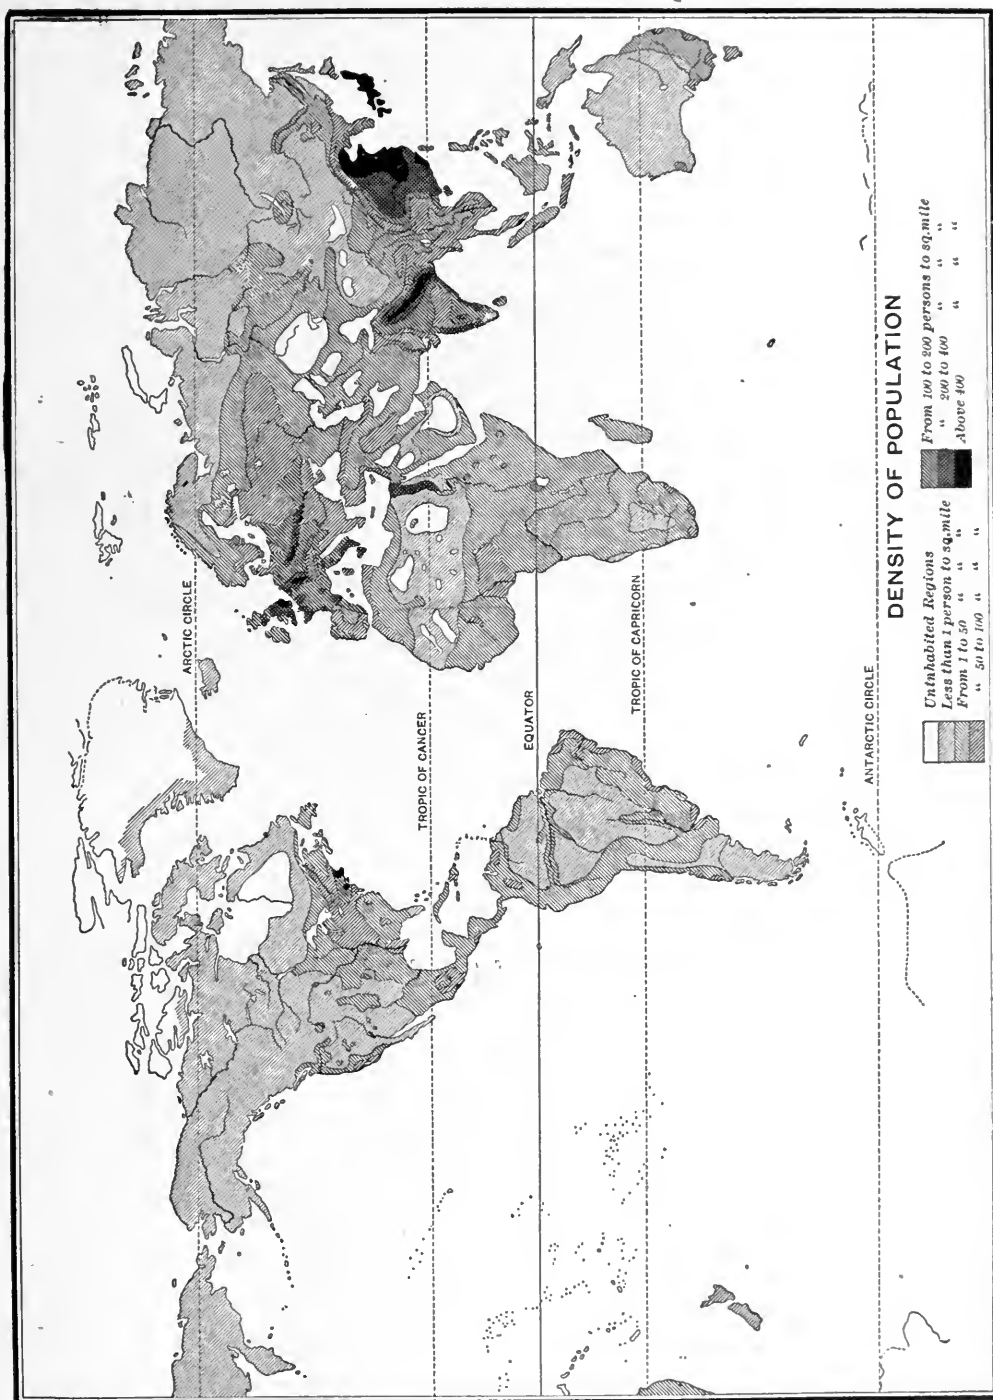 ARCTIC CIRCLE
TROPIC OF CANCER
EQUATOR
TROPIC OF CAPRICORN
ANTARCTIC CIRCLE
DENSITY OF POPULATION
Uninhabited Regions
Less than 1 person to sq.mile
From 1 to 50 " " "
" 50 to 100 " " "
From 100 to 200 persons to sq.mile
" 200 to 400 " " "
Above 400 " "